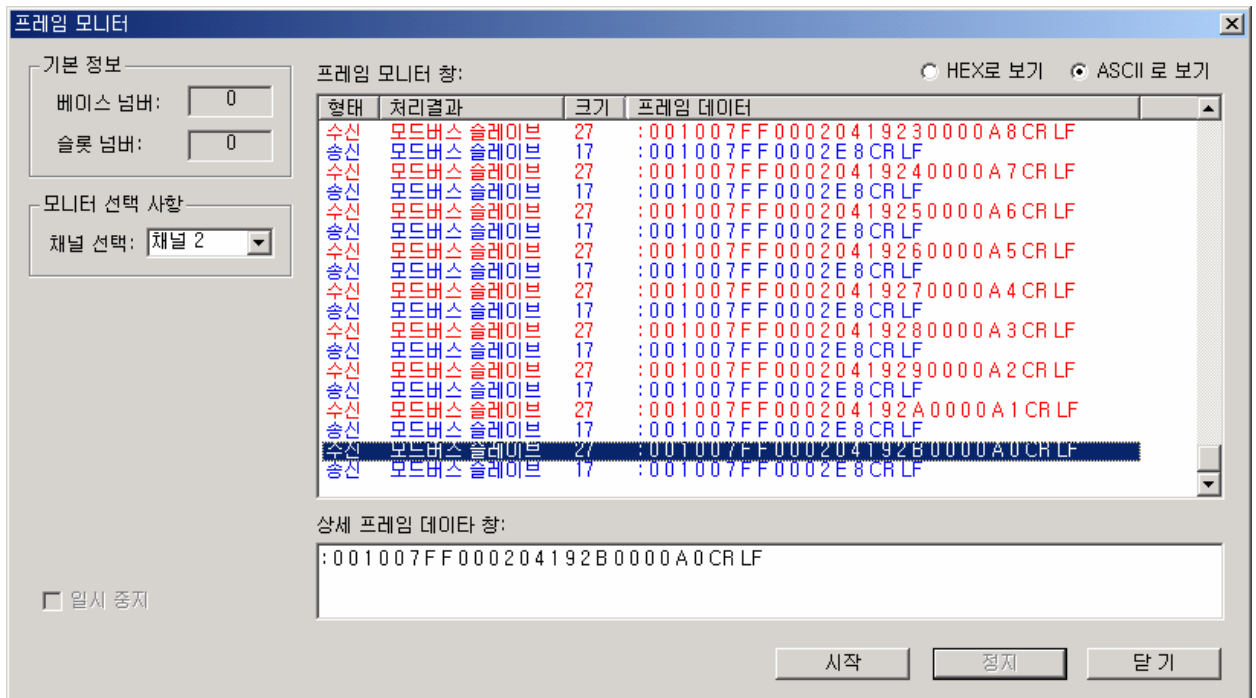 프레임 모니터
기본 정보
베이스 넘버: 0
슬롯 넘버: 0
모니터 선택 사항
채널 선택: 채널 2
일시 중지
프레임 모니터 창:
HEX로 보기 ASCII 로 보기
형태 처리결과 크기 프레임 데이터
수신 모드버스 슬레이브 27 :001007FF00020419230000A8CRLF
송신 모드버스 슬레이브 17 :001007FF0002E8CRLF
수신 모드버스 슬레이브 27 :001007FF00020419240000A7CRLF
송신 모드버스 슬레이브 17 :001007FF0002E8CRLF
수신 모드버스 슬레이브 27 :001007FF00020419250000A6CRLF
송신 모드버스 슬레이브 17 :001007FF0002E8CRLF
수신 모드버스 슬레이브 27 :001007FF00020419260000A5CRLF
송신 모드버스 슬레이브 17 :001007FF0002E8CRLF
수신 모드버스 슬레이브 27 :001007FF00020419270000A4CRLF
송신 모드버스 슬레이브 17 :001007FF0002E8CRLF
수신 모드버스 슬레이브 27 :001007FF00020419280000A3CRLF
송신 모드버스 슬레이브 17 :001007FF0002E8CRLF
수신 모드버스 슬레이브 27 :001007FF00020419290000A2CRLF
송신 모드버스 슬레이브 17 :001007FF0002E8CRLF
수신 모드버스 슬레이브 27 :001007FF000204192A0000A1CRLF
송신 모드버스 슬레이브 17 :001007FF0002E8CRLF
수신 모드버스 슬레이브 27 :001007FF000204192B0000A0CRLF
송신 모드버스 슬레이브 17 :001007FF0002E8CRLF
상세 프레임 데이타 창:
:001007FF000204192B0000A0CRLF
시작 정지 닫기